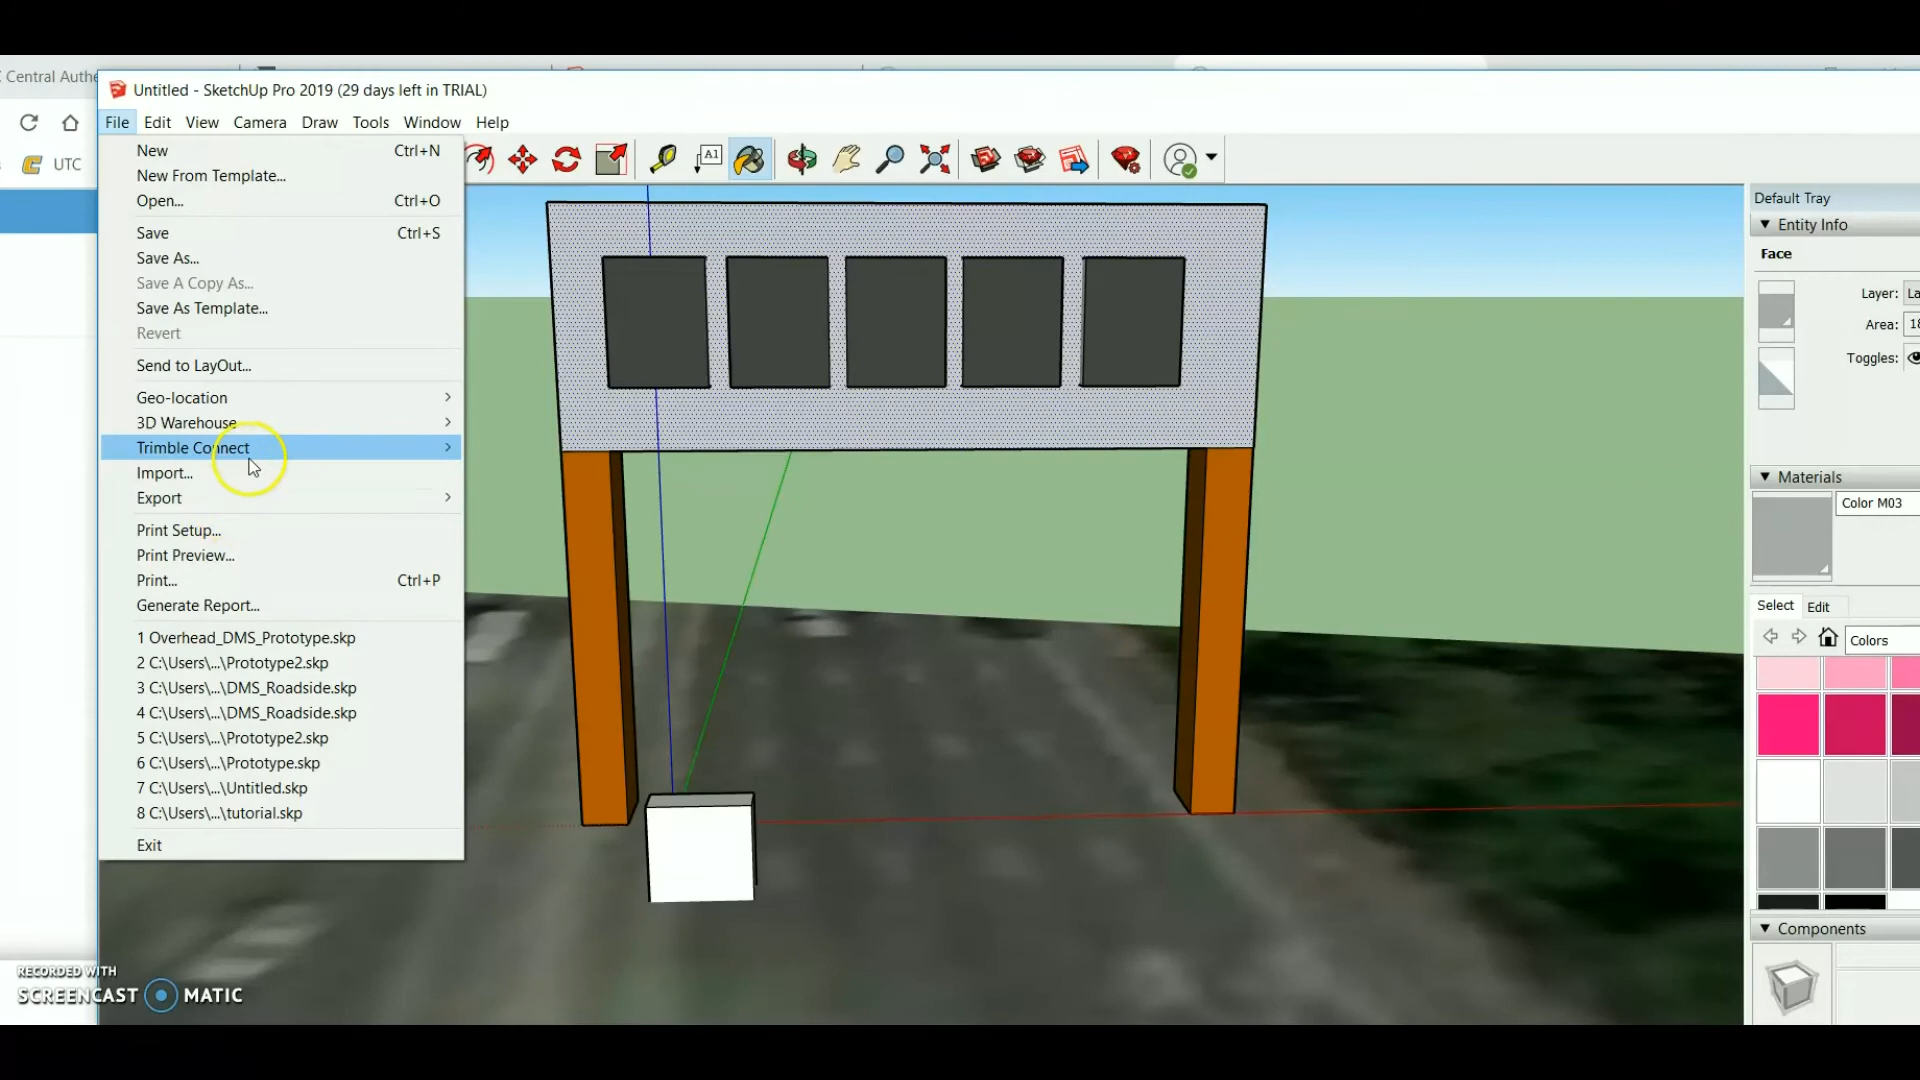 C Central Authe
Untitled - SketchUp Pro 2019 (29 days left in TRIAL)
File Edit View Camera Draw Tools Window Help
UTC
New Ctrl+N
New From Template...
Open... Ctrl+O
Save Ctrl+S
Save As...
Save A Copy As...
Save As Template...
Revert
Send to LayOut...
Geo-location
3D Warehouse
Trimble Connect
Import...
Export
Print Setup...
Print Preview...
Print... Ctrl+P
Generate Report...
1 Overhead_DMS_Prototype.skp
2 C:\Users\...\Prototype2.skp
3 C:\Users\...\DMS_Roadside.skp
4 C:\Users\...\DMS_Roadside.skp
5 C:\Users\...\Prototype2.skp
6 C:\Users\...\Prototype.skp
7 C:\Users\...\Untitled.skp
8 C:\Users\...\tutorial.skp
Exit
A1
Default Tray
Entity Info
Face
Layer: La
Area: 18
Toggles:
Materials
Color M03
Select Edit
Colors
Components
RECORDED WITH
SCREENCAST MATIC